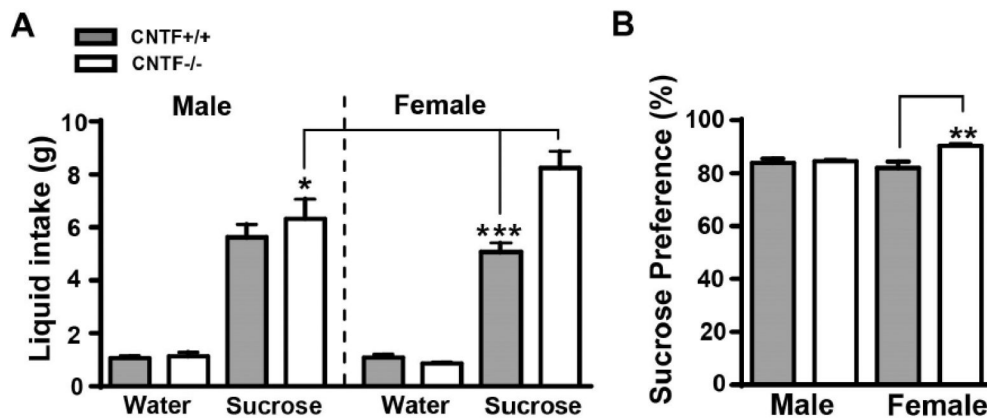 A
CNTF+/+
CNTF-/-
Male
Female
Liquid intake (g)
10
8
6
4
2
0
*
***
Water
Sucrose
Water
Sucrose
B
Sucrose Preference (%)
100
80
60
40
20
0
**
Male
Female